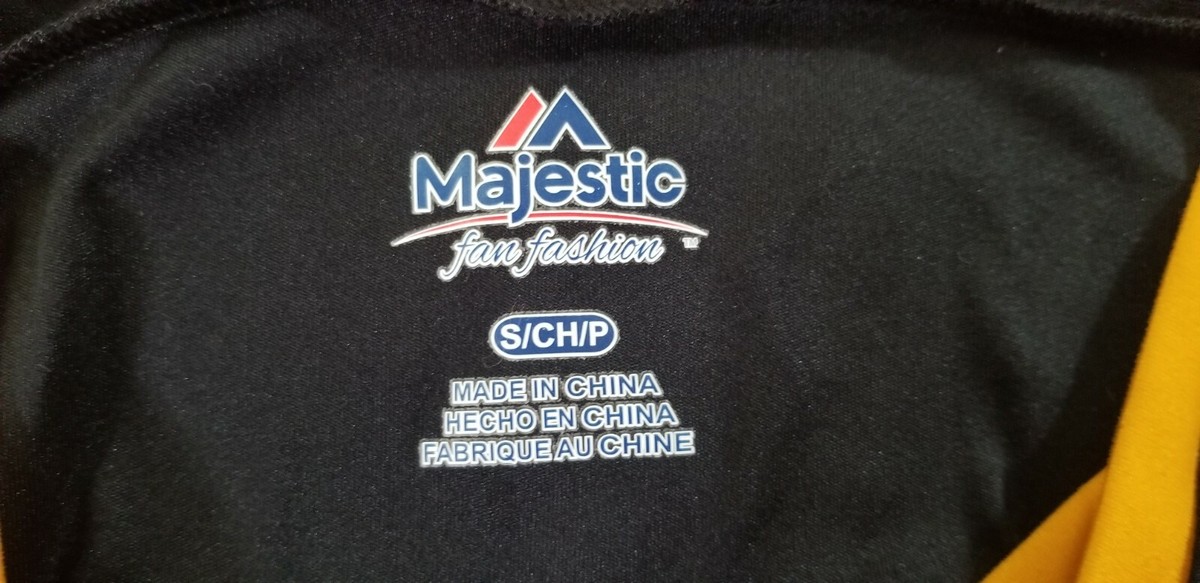 Majestic
fan fashion ™
S/CH/P
MADE IN CHINA
HECHO EN CHINA
FABRIQUE AU CHINE